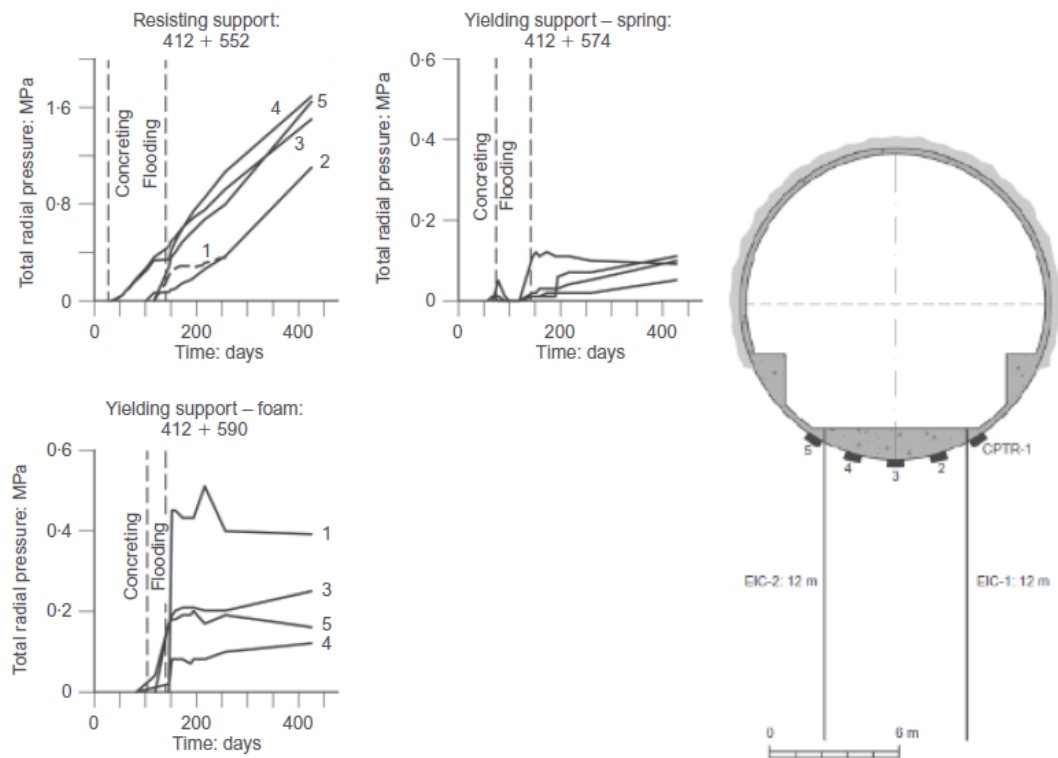 Resisting support:
412 + 552
Total radial pressure: MPa
1·6
0·8
0
Concreting
Flooding
4
5
3
2
1
0
200
400
Time: days
Yielding support – spring:
412 + 574
Total radial pressure: MPa
0·6
0·4
0·2
0
Concreting
Flooding
0
200
400
Time: days
Yielding support – foam:
412 + 590
Total radial pressure: MPa
0·6
0·4
0·2
0
Concreting
Flooding
1
3
5
4
0
200
400
Time: days
5
4
3
2
CPTR-1
EIC-2: 12 m
EIC-1: 12 m
0
6 m